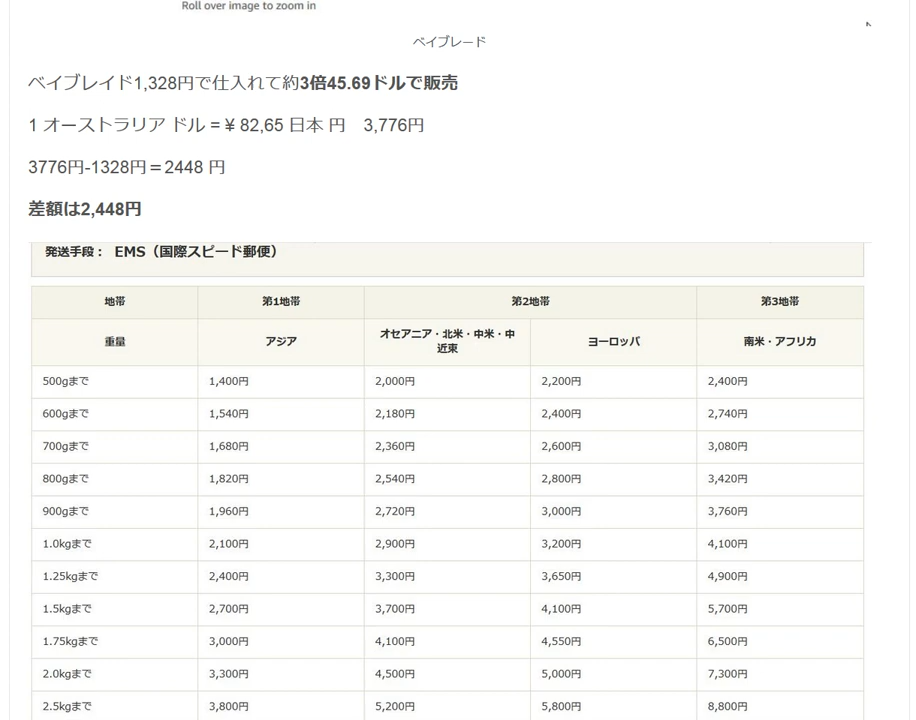 Roll over image to zoom in
ベイブレード
ベイブレイド1,328円で仕入れて約3倍45.69ドルで販売
1 オーストラリア ドル = ¥ 82,65 日本 円　3,776円
3776円-1328円＝2448 円
差額は2,448円
発送手段： EMS（国際スピード郵便）
地帯 第1地帯 第2地帯 第3地帯
重量 アジア オセアニア・北米・中米・中近東 ヨーロッパ 南米・アフリカ
500gまで 1,400円 2,000円 2,200円 2,400円
600gまで 1,540円 2,180円 2,400円 2,740円
700gまで 1,680円 2,360円 2,600円 3,080円
800gまで 1,820円 2,540円 2,800円 3,420円
900gまで 1,960円 2,720円 3,000円 3,760円
1.0kgまで 2,100円 2,900円 3,200円 4,100円
1.25kgまで 2,400円 3,300円 3,650円 4,900円
1.5kgまで 2,700円 3,700円 4,100円 5,700円
1.75kgまで 3,000円 4,100円 4,550円 6,500円
2.0kgまで 3,300円 4,500円 5,000円 7,300円
2.5kgまで 3,800円 5,200円 5,800円 8,800円